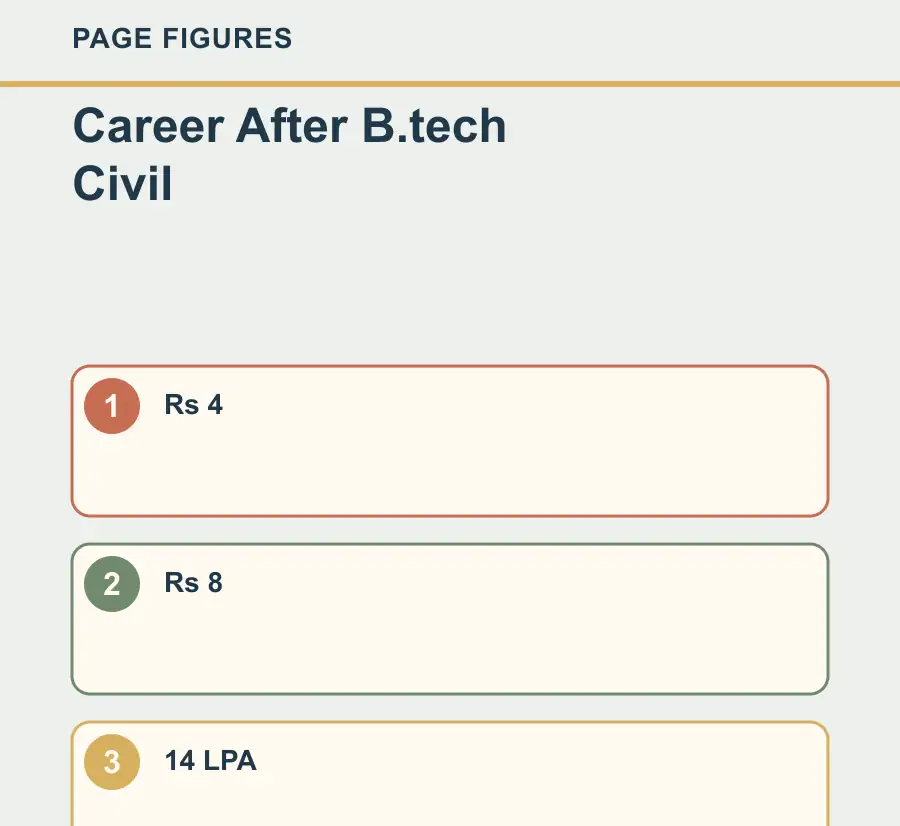 PAGE FIGURES
Career After B.tech
Civil
1 Rs 4
2 Rs 8
3 14 LPA